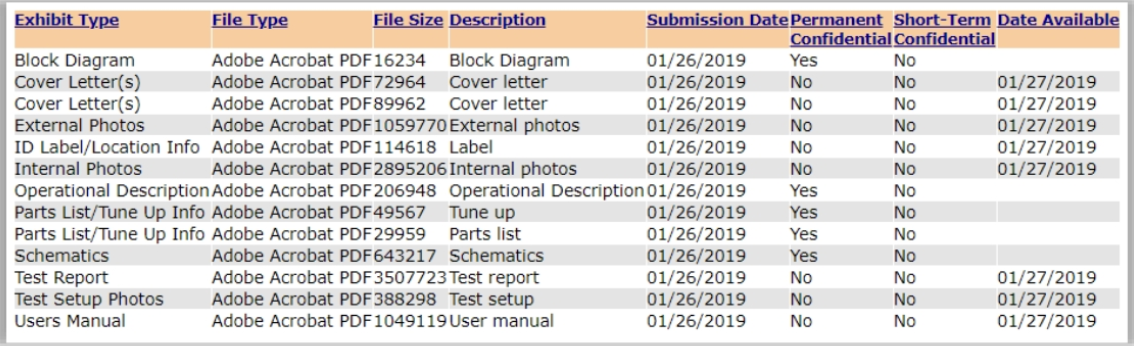 Exhibit Type File Type File Size Description Submission Date Permanent Short-Term Date Available
Confidential Confidential
Block Diagram Adobe Acrobat PDF 16234 Block Diagram 01/26/2019 Yes No
Cover Letter(s) Adobe Acrobat PDF 72964 Cover letter 01/26/2019 No No 01/27/2019
Cover Letter(s) Adobe Acrobat PDF 89962 Cover letter 01/26/2019 No No 01/27/2019
External Photos Adobe Acrobat PDF 1059770 External photos 01/26/2019 No No 01/27/2019
ID Label/Location Info Adobe Acrobat PDF 114618 Label 01/26/2019 No No 01/27/2019
Internal Photos Adobe Acrobat PDF 2895206 Internal photos 01/26/2019 No No 01/27/2019
Operational Description Adobe Acrobat PDF 206948 Operational Description 01/26/2019 Yes No
Parts List/Tune Up Info Adobe Acrobat PDF 49567 Tune up 01/26/2019 Yes No
Parts List/Tune Up Info Adobe Acrobat PDF 29959 Parts list 01/26/2019 Yes No
Schematics Adobe Acrobat PDF 643217 Schematics 01/26/2019 Yes No
Test Report Adobe Acrobat PDF 3507723 Test report 01/26/2019 No No 01/27/2019
Test Setup Photos Adobe Acrobat PDF 388298 Test setup 01/26/2019 No No 01/27/2019
Users Manual Adobe Acrobat PDF 1049119 User manual 01/26/2019 No No 01/27/2019